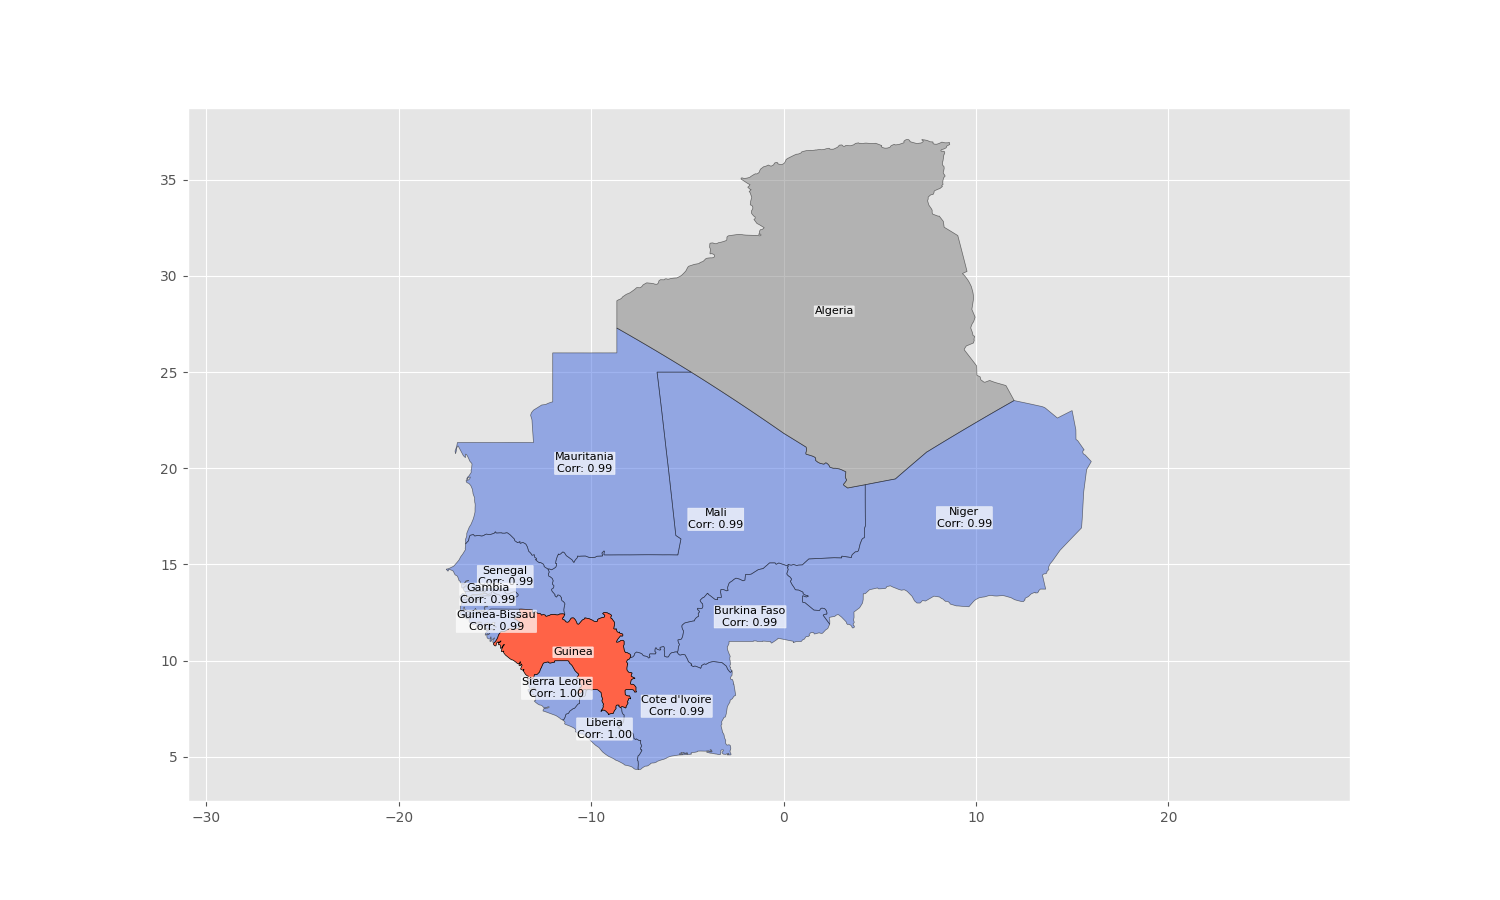 35
30
25
20
15
10
5
Algeria
Mauritania
Corr: 0.99
Mali
Corr: 0.99
Niger
Corr: 0.99
Senegal
Corr: 0.99
Gambia
Corr: 0.99
Guinea-Bissau
Corr: 0.99
Burkina Faso
Corr: 0.99
Guinea
Sierra Leone
Corr: 1.00
Cote d'Ivoire
Corr: 0.99
Liberia
Corr: 1.00
−30 −20 −10 0 10 20